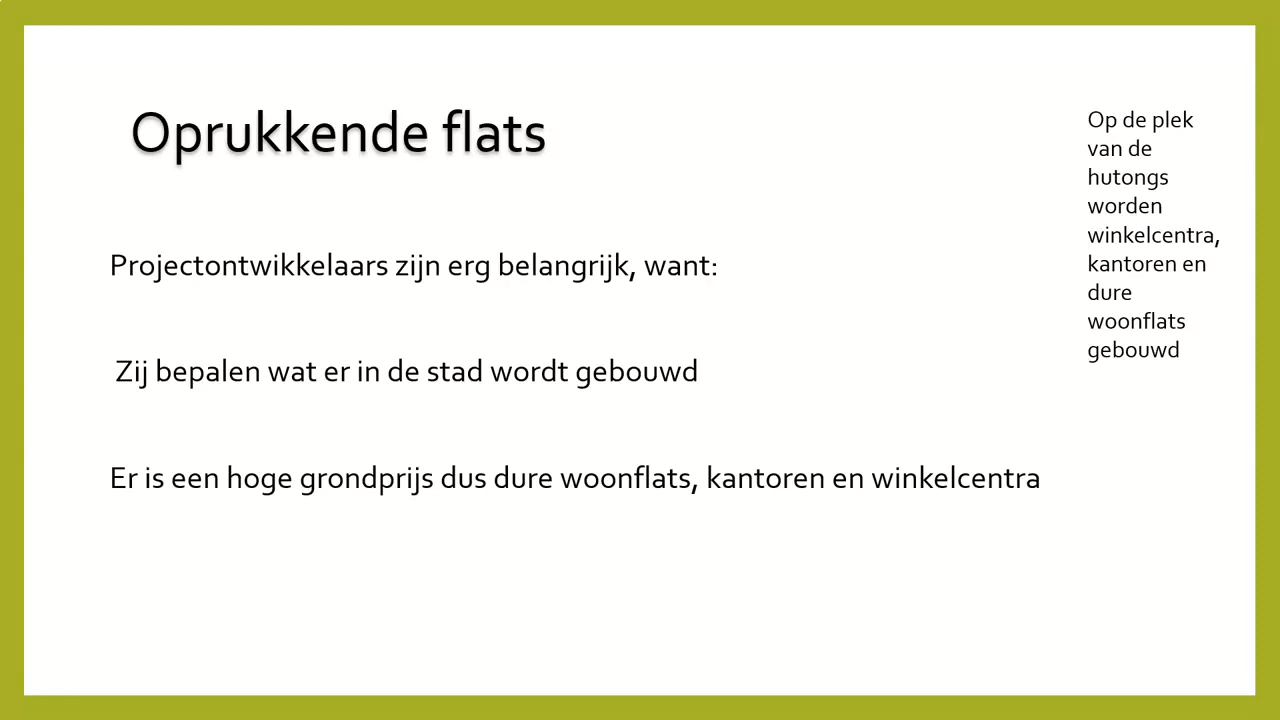 Oprukkende flats
Projectontwikkelaars zijn erg belangrijk, want:
Zij bepalen wat er in de stad wordt gebouwd
Er is een hoge grondprijs dus dure woonflats, kantoren en winkelcentra
Op de plek
van de
hutongs
worden
winkelcentra,
kantoren en
dure
woonflats
gebouwd